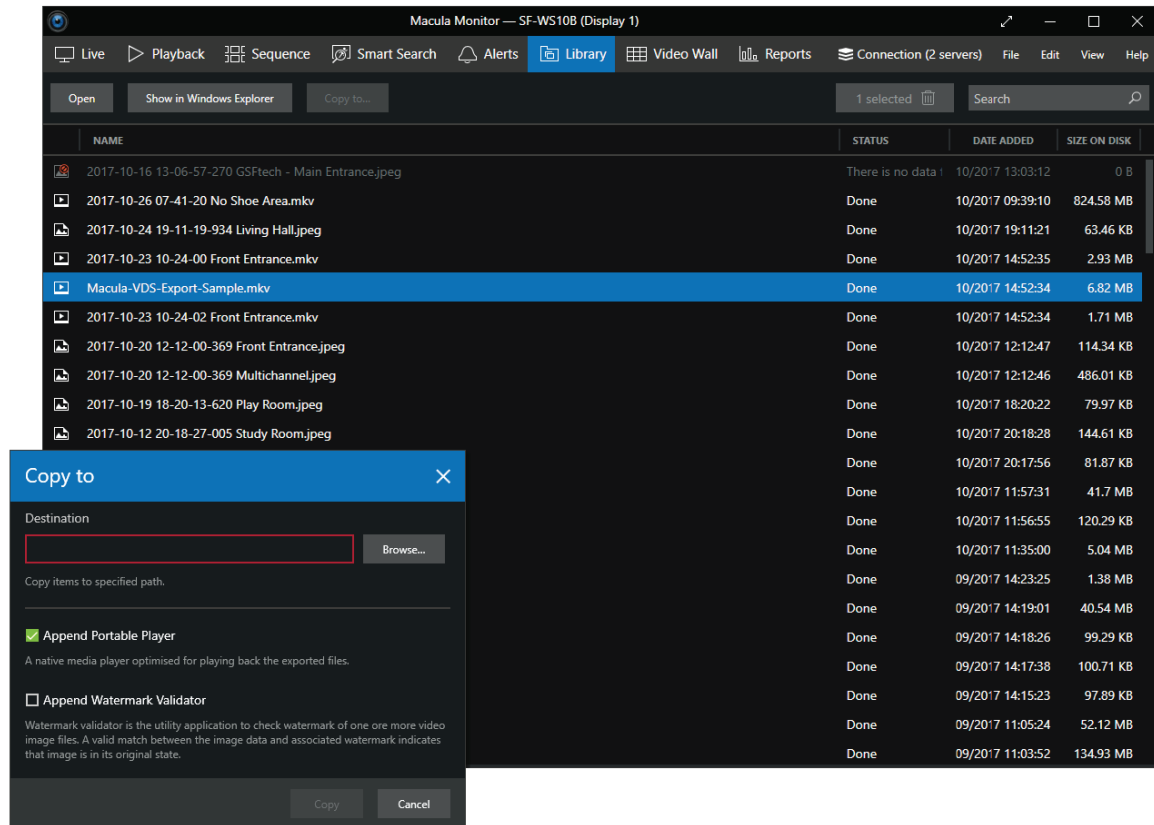 Macula Monitor — SF-WS10B (Display 1)
Live Playback Sequence Smart Search Alerts Library Video Wall Reports Connection (2 servers) File Edit View Help
Open Show in Windows Explorer Copy to... 1 selected Search
NAME STATUS DATE ADDED SIZE ON DISK
2017-10-16 13-06-57-270 GSFtech - Main Entrance.jpeg There is no data 10/2017 13:03:12 0 B
2017-10-26 07-41-20 No Shoe Area.mkv Done 10/2017 09:39:10 824.58 MB
2017-10-24 19-11-19-934 Living Hall.jpeg Done 10/2017 19:11:21 63.46 KB
2017-10-23 10-24-00 Front Entrance.mkv Done 10/2017 14:52:35 2.93 MB
Macula-VDS-Export-Sample.mkv Done 10/2017 14:52:34 6.82 MB
2017-10-23 10-24-02 Front Entrance.mkv Done 10/2017 14:52:34 1.71 MB
2017-10-20 12-12-00-369 Front Entrance.jpeg Done 10/2017 12:12:47 114.34 KB
2017-10-20 12-12-00-369 Multichannel.jpeg Done 10/2017 12:12:46 486.01 KB
2017-10-19 18-20-13-620 Play Room.jpeg Done 10/2017 18:20:22 79.97 KB
2017-10-12 20-18-27-005 Study Room.jpeg Done 10/2017 20:18:28 144.61 KB
Done 10/2017 20:17:56 81.87 KB
Done 10/2017 11:57:31 41.7 MB
Done 10/2017 11:56:55 120.29 KB
Done 10/2017 11:35:00 5.04 MB
Done 09/2017 14:23:25 1.38 MB
Done 09/2017 14:19:01 40.54 MB
Done 09/2017 14:18:26 99.29 KB
Done 09/2017 14:17:38 100.71 KB
Done 09/2017 14:15:23 97.89 KB
Done 09/2017 11:05:24 52.12 MB
Done 09/2017 11:03:52 134.93 MB
Copy to
Destination
Browse...
Copy items to specified path.
Append Portable Player
A native media player optimised for playing back the exported files.
Append Watermark Validator
Watermark validator is the utility application to check watermark of one ore more video
image files. A valid match between the image data and associated watermark indicates
that image is in its original state.
Copy Cancel